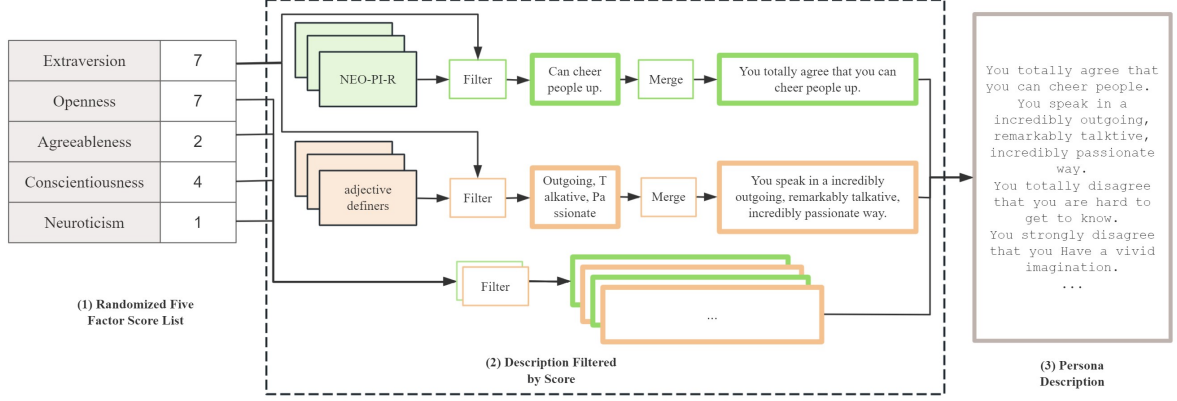 Extraversion 7
Openness 7
Agreeableness 2
Conscientiousness 4
Neuroticism 1
(1) Randomized Five
Factor Score List
NEO-PI-R
Filter
Can cheer
people up.
Merge
You totally agree that you can
cheer people up.
adjective
definers
Filter
Outgoing, T
alkative, Pa
ssionate
Merge
You speak in a incredibly
outgoing, remarkably talkative,
incredibly passionate way.
Filter
...
(2) Description Filtered
by Score
You totally agree that
you can cheer people.
You speak in a
incredibly outgoing,
remarkably talktive,
incredibly passionate
way.
You totally disagree
that you are hard to
get to know.
You strongly disagree
that you Have a vivid
imagination.
...
(3) Persona
Description